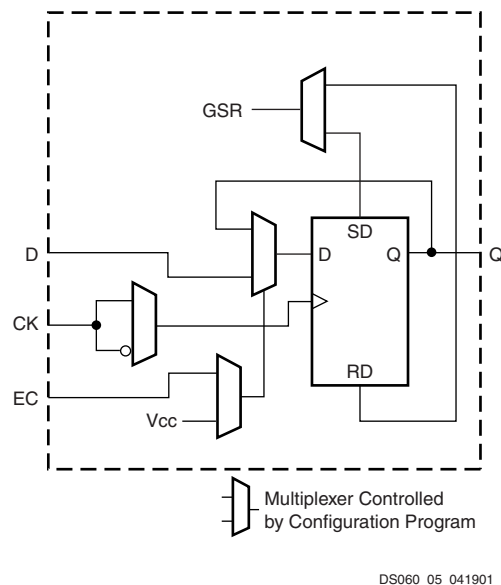 GSR
SD
D
D
Q
Q
CK
RD
EC
Vcc
Multiplexer Controlled
by Configuration Program
DS060_05_041901